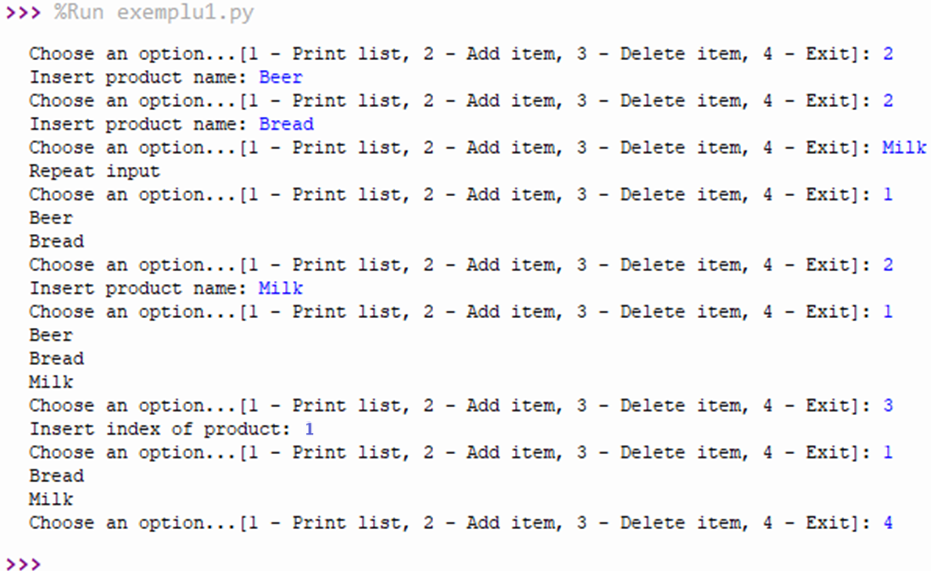 >>> %Run exemplu1.py
Choose an option...[1 - Print list, 2 - Add item, 3 - Delete item, 4 - Exit]: 2
Insert product name: Beer
Choose an option...[1 - Print list, 2 - Add item, 3 - Delete item, 4 - Exit]: 2
Insert product name: Bread
Choose an option...[1 - Print list, 2 - Add item, 3 - Delete item, 4 - Exit]: Milk
Repeat input
Choose an option...[1 - Print list, 2 - Add item, 3 - Delete item, 4 - Exit]: 1
Beer
Bread
Choose an option...[1 - Print list, 2 - Add item, 3 - Delete item, 4 - Exit]: 2
Insert product name: Milk
Choose an option...[1 - Print list, 2 - Add item, 3 - Delete item, 4 - Exit]: 1
Beer
Bread
Milk
Choose an option...[1 - Print list, 2 - Add item, 3 - Delete item, 4 - Exit]: 3
Insert index of product: 1
Choose an option...[1 - Print list, 2 - Add item, 3 - Delete item, 4 - Exit]: 1
Bread
Milk
Choose an option...[1 - Print list, 2 - Add item, 3 - Delete item, 4 - Exit]: 4
>>>